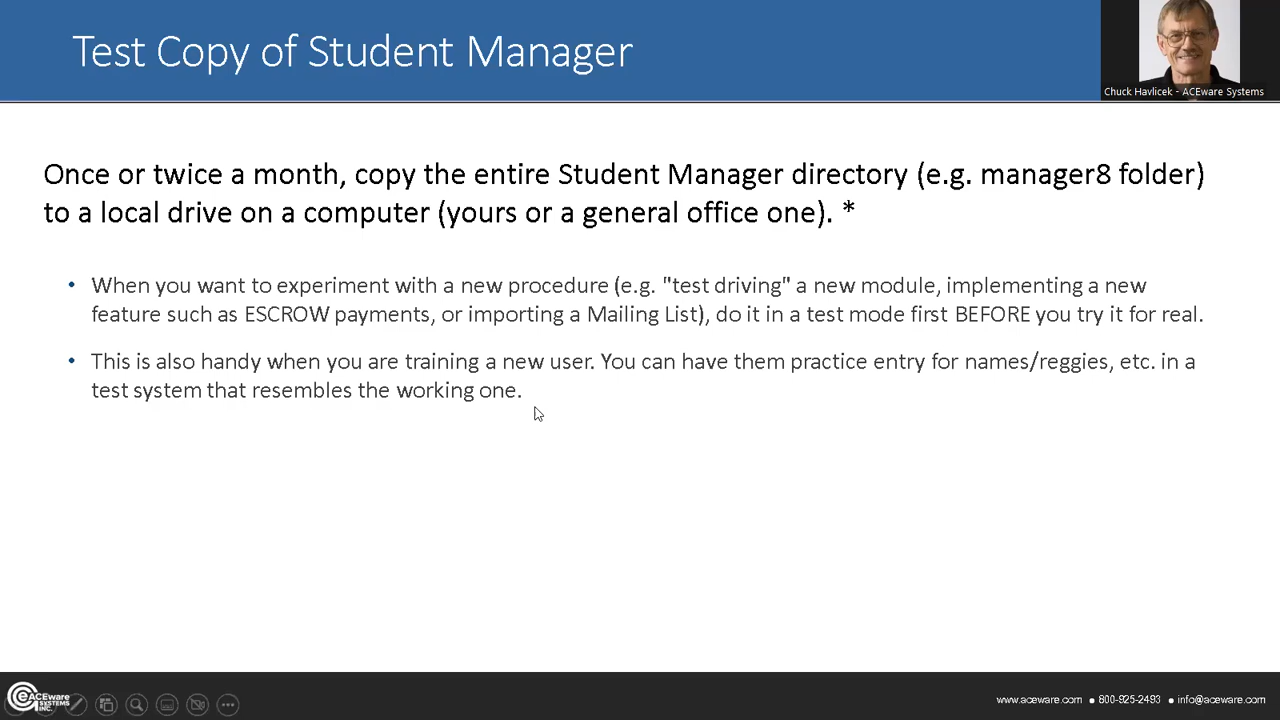 Test Copy of Student Manager
Chuck Havlicek - ACEware Systems
Once or twice a month, copy the entire Student Manager directory (e.g. manager8 folder)
to a local drive on a computer (yours or a general office one). *
• When you want to experiment with a new procedure (e.g. "test driving" a new module, implementing a new
feature such as ESCROW payments, or importing a Mailing List), do it in a test mode first BEFORE you try it for real.
• This is also handy when you are training a new user. You can have them practice entry for names/reggies, etc. in a
test system that resembles the working one.
ACEware
SYSTEMS
INC.
www.aceware.com ● 800-925-2493 ● info@aceware.com